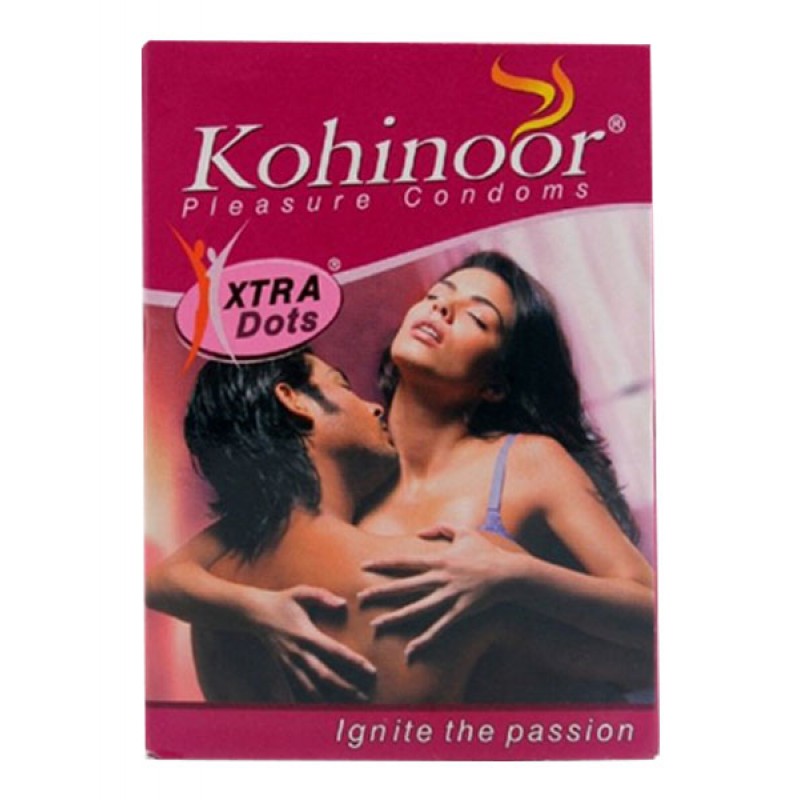 Kohinoor®
Pleasure Condoms
XTRA®
Dots
Ignite the passion